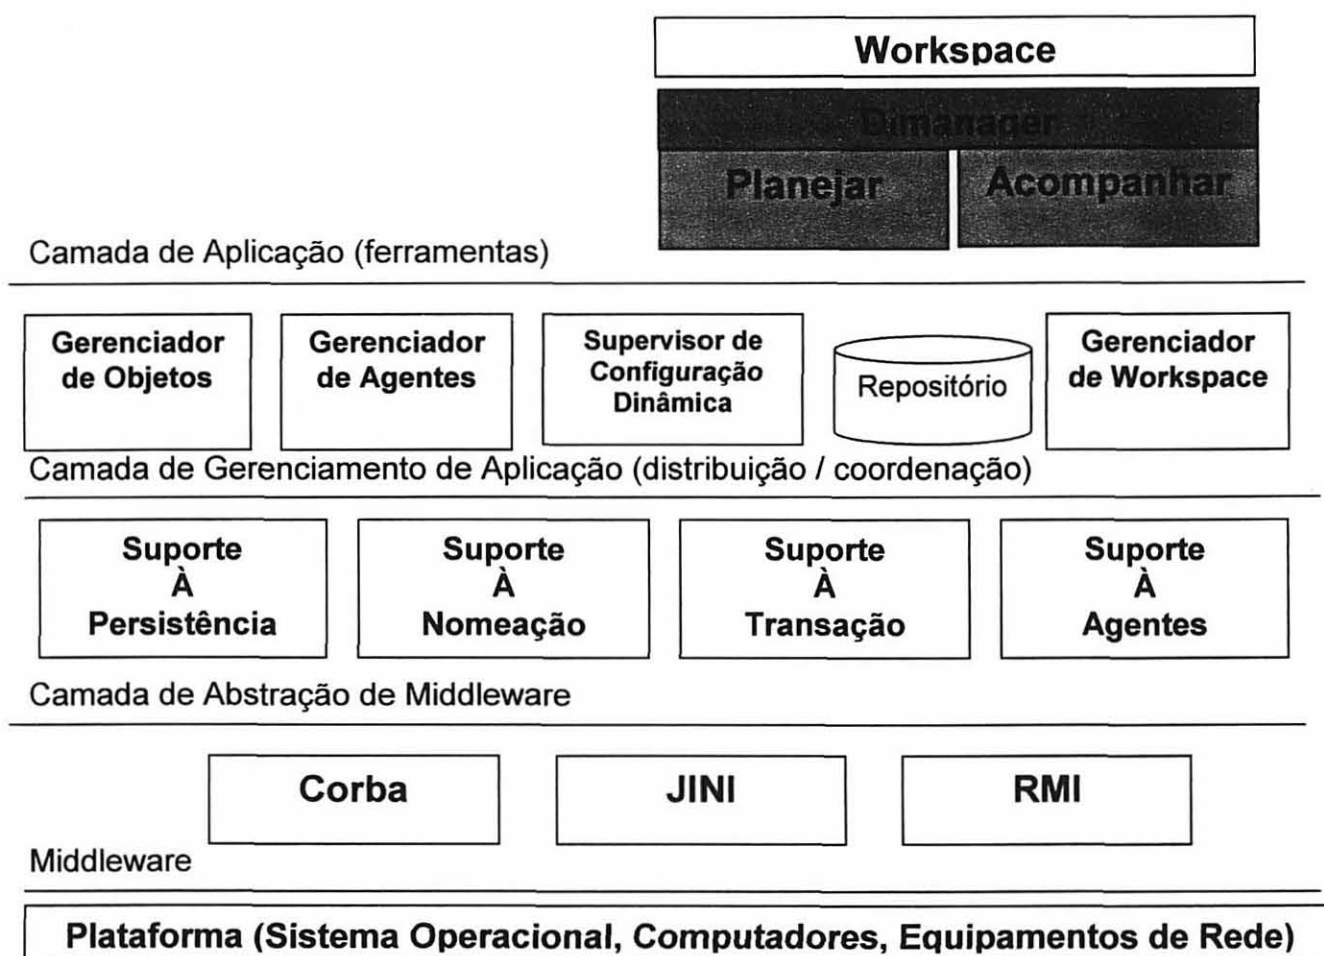 Workspace
Dimanager
Planejar
Acompanhar
Camada de Aplicação (ferramentas)
Gerenciador
de Objetos
Gerenciador
de Agentes
Supervisor de
Configuração
Dinâmica
Repositório
Gerenciador
de Workspace
Camada de Gerenciamento de Aplicação (distribuição / coordenação)
Suporte
À
Persistência
Suporte
À
Nomeação
Suporte
À
Transação
Suporte
À
Agentes
Camada de Abstração de Middleware
Corba
JINI
RMI
Middleware
Plataforma (Sistema Operacional, Computadores, Equipamentos de Rede)